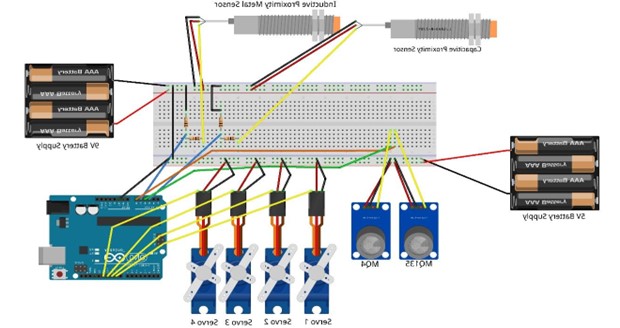 Inductive Proximity Metal Sensor
Capacitive Proximity Sensor
AAA Battery
AAA Battery
AAA Battery
AAA Battery
9V Battery Supply
AAA Battery
AAA Battery
AAA Battery
AAA Battery
5V Battery Supply
MQ4
MQ135
Servo 4
Servo 3
Servo 2
Servo 1